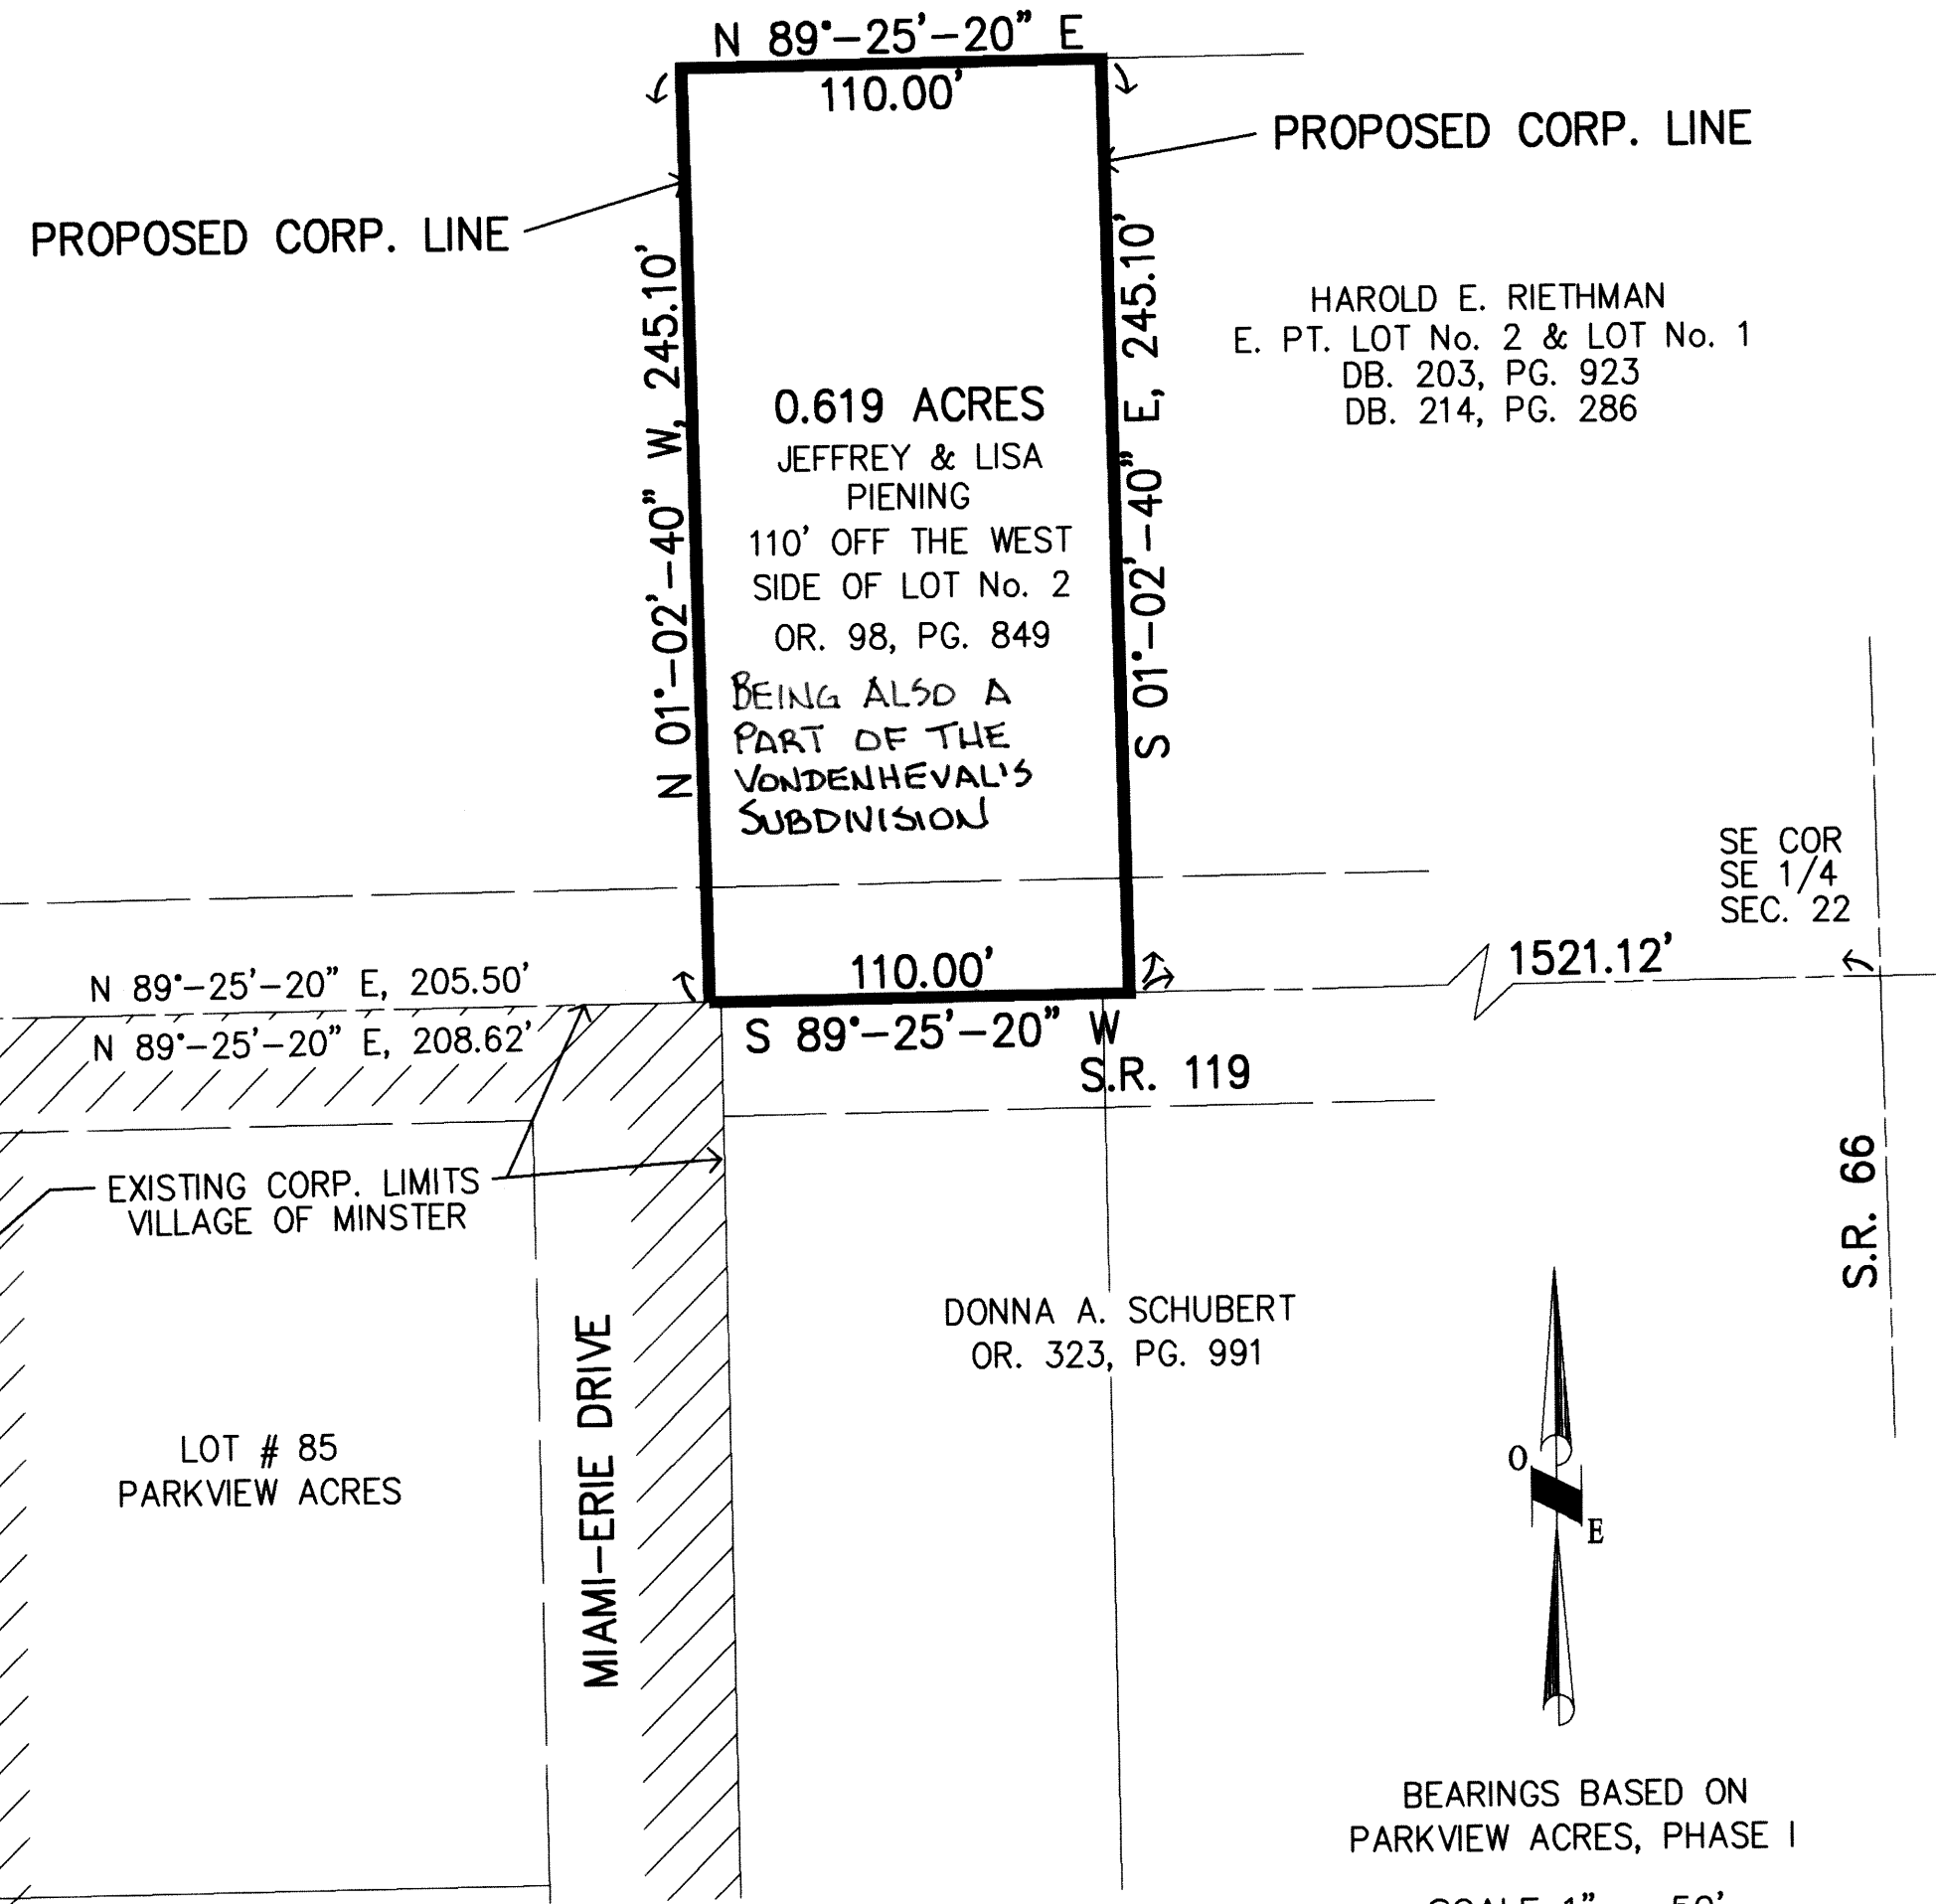 N 89°-25'-20" E
110.00'
PROPOSED CORP. LINE
PROPOSED CORP. LINE
N 01°-02'-40" W, 245.10'
S 01°-02'-40" E, 245.10'
HAROLD E. RIETHMAN
E. PT. LOT No. 2 & LOT No. 1
DB. 203, PG. 923
DB. 214, PG. 286
0.619 ACRES
JEFFREY & LISA
PIENING
110' OFF THE WEST
SIDE OF LOT No. 2
OR. 98, PG. 849
BEING ALSO A
PART OF THE
VONDENHEVAL'S
SUBDIVISION
SE COR
SE 1/4
SEC. 22
1521.12'
110.00'
N 89°-25'-20" E, 205.50'
N 89°-25'-20" E, 208.62'
S 89°-25'-20" W
S.R. 119
EXISTING CORP. LIMITS
VILLAGE OF MINSTER
S.R. 66
DONNA A. SCHUBERT
OR. 323, PG. 991
MIAMI-ERIE DRIVE
LOT # 85
PARKVIEW ACRES
O
E
BEARINGS BASED ON
PARKVIEW ACRES, PHASE I